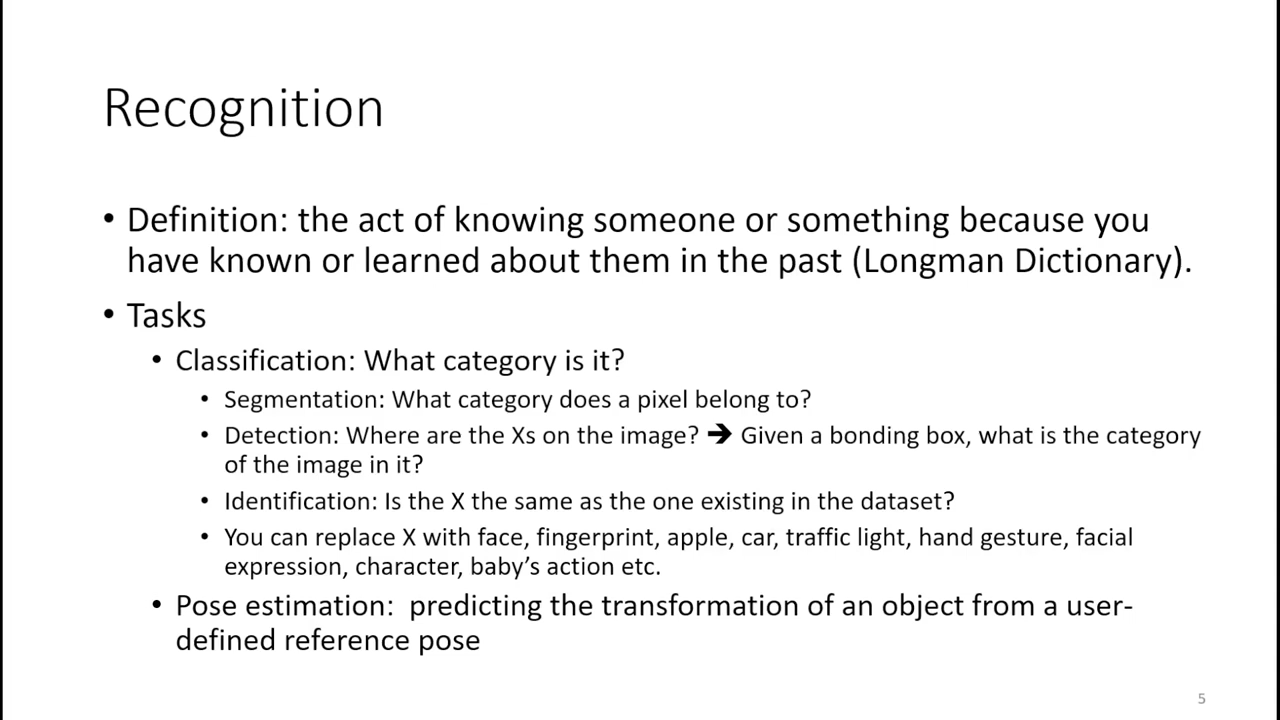 Recognition
• Definition: the act of knowing someone or something because you
have known or learned about them in the past (Longman Dictionary).
• Tasks
• Classification: What category is it?
• Segmentation: What category does a pixel belong to?
• Detection: Where are the Xs on the image? ➔ Given a bonding box, what is the category
of the image in it?
• Identification: Is the X the same as the one existing in the dataset?
• You can replace X with face, fingerprint, apple, car, traffic light, hand gesture, facial
expression, character, baby’s action etc.
• Pose estimation:  predicting the transformation of an object from a user-
defined reference pose
5